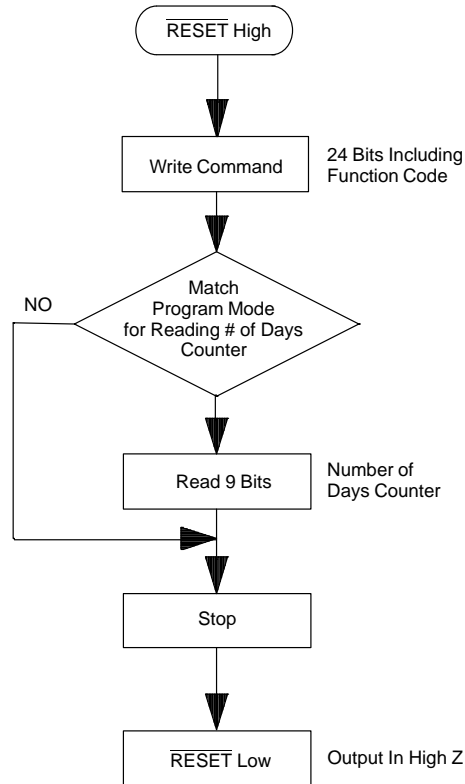 RESET High
Write Command
24 Bits Including
Function Code
Match
Program Mode
for Reading # of Days
Counter
NO
Read 9 Bits
Number of
Days Counter
Stop
RESET Low
Output In High Z